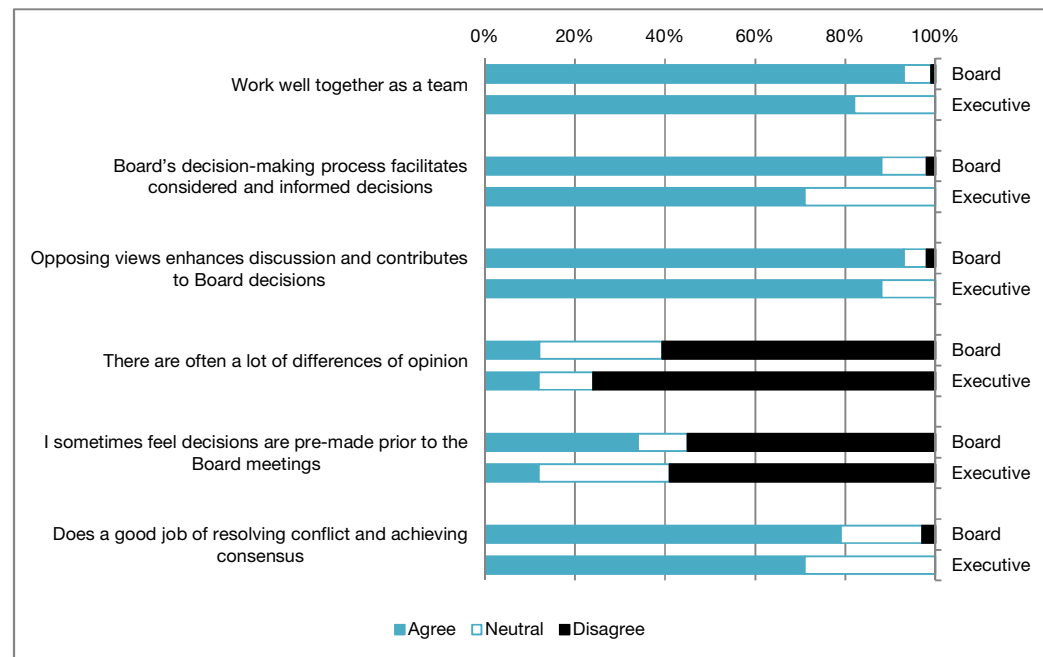 0% 20% 40% 60% 80% 100%
Work well together as a team
Board
Executive
Board’s decision-making process facilitates
considered and informed decisions
Board
Executive
Opposing views enhances discussion and contributes
to Board decisions
Board
Executive
There are often a lot of differences of opinion
Board
Executive
I sometimes feel decisions are pre-made prior to the
Board meetings
Board
Executive
Does a good job of resolving conflict and achieving
consensus
Board
Executive
Agree Neutral Disagree